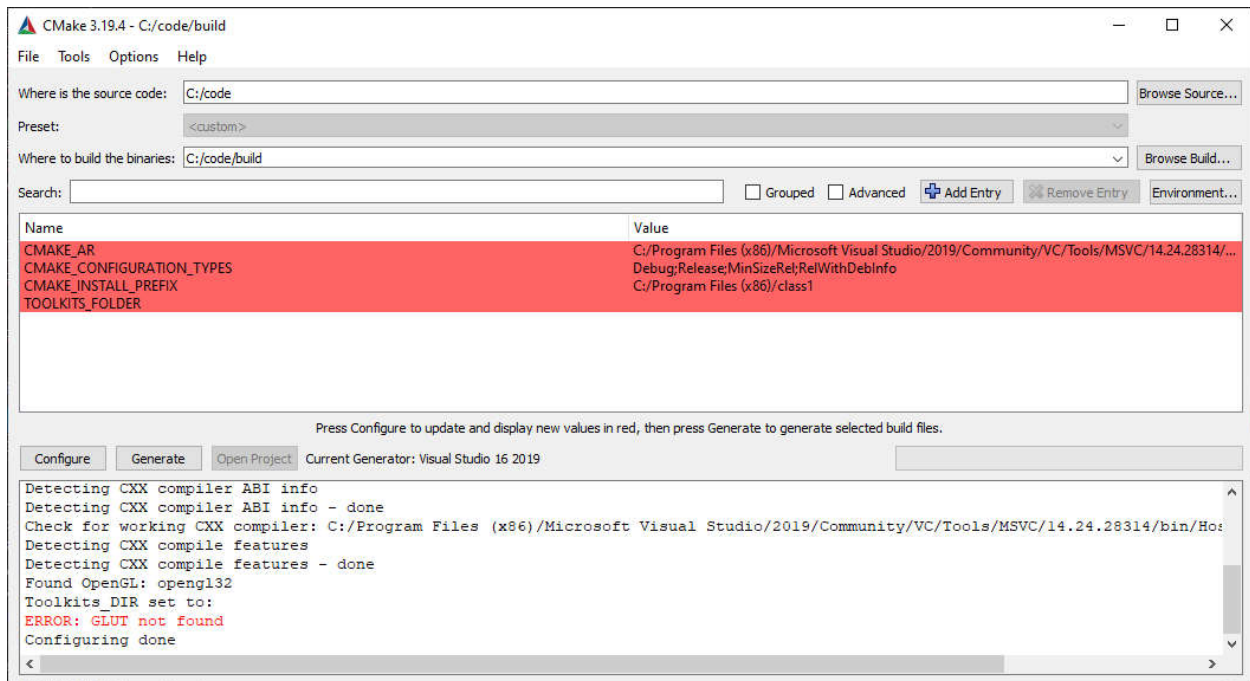 CMake 3.19.4 - C:/code/build
File Tools Options Help
Where is the source code: C:/code Browse Source...
Preset: <custom>
Where to build the binaries: C:/code/build Browse Build...
Search: Grouped Advanced Add Entry Remove Entry Environment...
Name Value
CMAKE_AR C:/Program Files (x86)/Microsoft Visual Studio/2019/Community/VC/Tools/MSVC/14.24.28314/...
CMAKE_CONFIGURATION_TYPES Debug;Release;MinSizeRel;RelWithDebInfo
CMAKE_INSTALL_PREFIX C:/Program Files (x86)/class1
TOOLKITS_FOLDER
Press Configure to update and display new values in red, then press Generate to generate selected build files.
Configure Generate Open Project Current Generator: Visual Studio 16 2019
Detecting CXX compiler ABI info
Detecting CXX compiler ABI info - done
Check for working CXX compiler: C:/Program Files (x86)/Microsoft Visual Studio/2019/Community/VC/Tools/MSVC/14.24.28314/bin/Hos
Detecting CXX compile features
Detecting CXX compile features - done
Found OpenGL: opengl32
Toolkits_DIR set to:
ERROR: GLUT not found
Configuring done